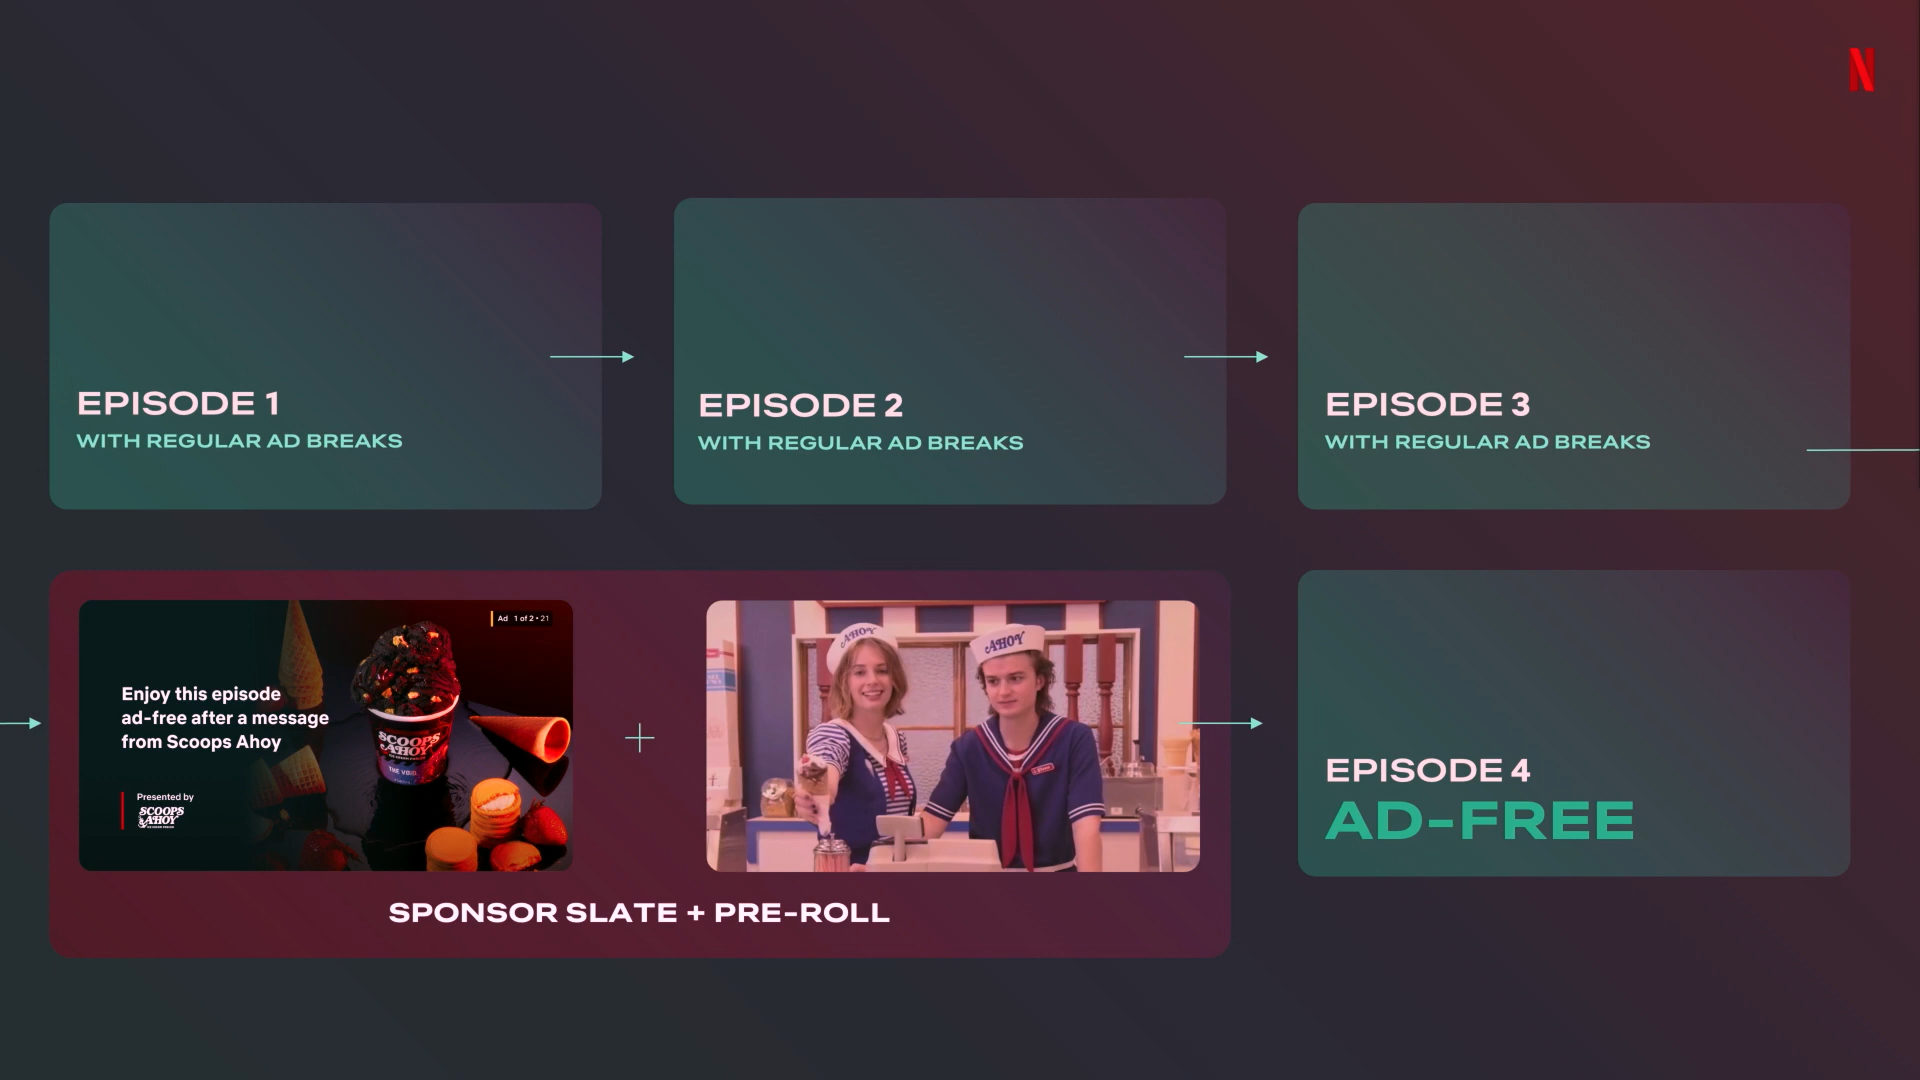 N
EPISODE 1
WITH REGULAR AD BREAKS
EPISODE 2
WITH REGULAR AD BREAKS
EPISODE 3
WITH REGULAR AD BREAKS
Ad 1 of 2 • 21
Enjoy this episode
ad-free after a message
from Scoops Ahoy
Presented by
SCOOPS
AHOY
SCOOPS
AHOY
AHOY
AHOY
SPONSOR SLATE + PRE-ROLL
EPISODE 4
AD-FREE